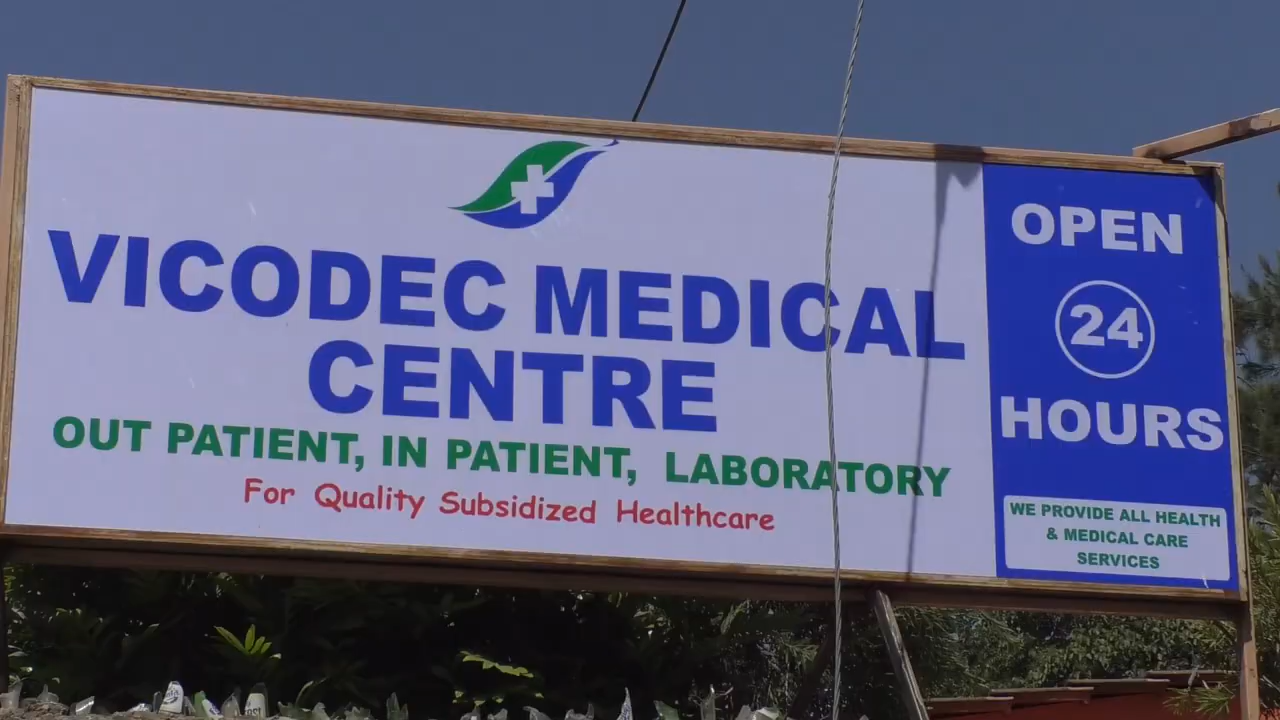 VICODEC MEDICAL
CENTRE
OUT PATIENT, IN PATIENT, LABORATORY
For Quality Subsidized Healthcare
OPEN
24
HOURS
WE PROVIDE ALL HEALTH
& MEDICAL CARE
SERVICES